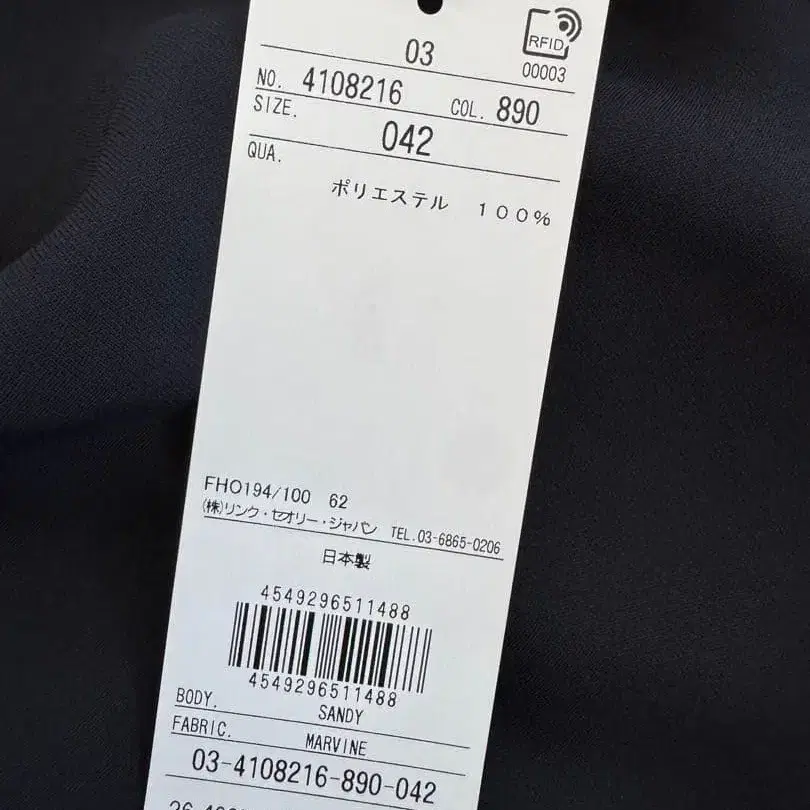 RFID
00003
03
NO. 4108216 COL. 890
SIZE. 042
QUA.
ポリエステル 100%
FH0194/100 62
(株)リンク・セオリー・ジャパン TEL.03-6865-0206
日本製
4549296511488
4549296511488
BODY. SANDY
FABRIC. MARVINE
03-4108216-890-042